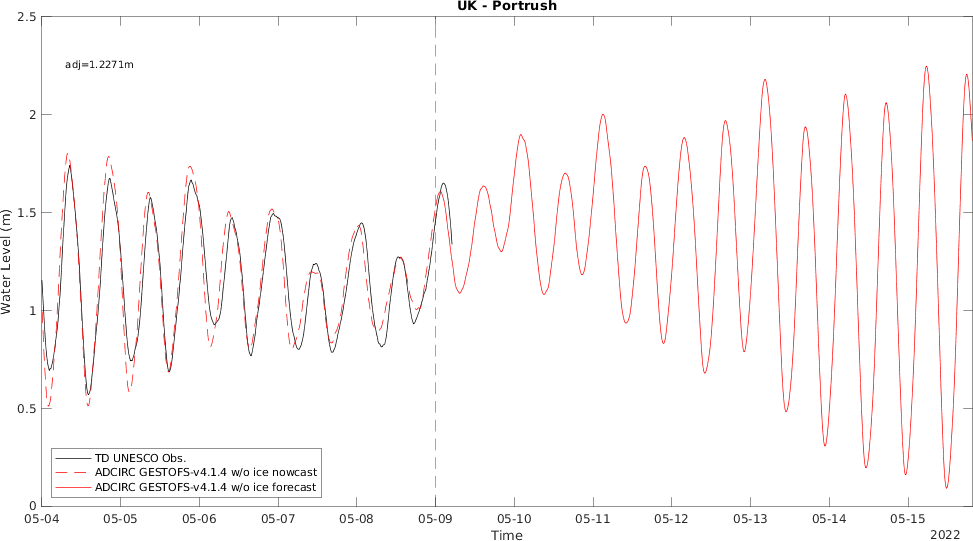 UK - Portrush
2.5
2
1.5
1
0.5
0
Water Level (m)
adj=1.2271m
TD UNESCO Obs.
ADCIRC GESTOFS-v4.1.4 w/o ice nowcast
ADCIRC GESTOFS-v4.1.4 w/o ice forecast
05-04 05-05 05-06 05-07 05-08 05-09 05-10 05-11 05-12 05-13 05-14 05-15
2022
Time